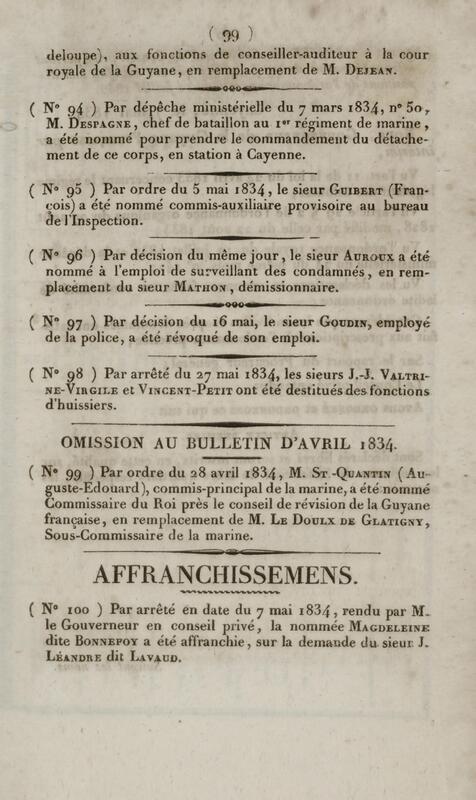 ( 99 )
deloupe), aux fonctions de conseiller-auditeur à la cour
royale de la Guyane, en remplacement de M. DEJEAN.
( N° 94 ) Par dépêche ministérielle du 7 mars 1834, n° 50,
M. DESPAGNE, chef de bataillon au 1er régiment de marine,
a été nommé pour prendre le commandement du détache-
ment de ce corps, en station à Cayenne.
( N° 95 ) Par ordre du 5 mai 1834, le sieur GUIBERT (Fran-
çois) a été nommé commis-auxiliaire provisoire au bureau
de l'Inspection.
( N° 96 ) Par décision du même jour, le sieur AUROUX a été
nommé à l'emploi de surveillant des condamnés, en rem-
placement du sieur MATHON, démissionnaire.
( N° 97 ) Par décision du 16 mai, le sieur GOUDIN, employé
de la police, a été révoqué de son emploi.
( N° 98 ) Par arrêté du 27 mai 1834, les sieurs J.-J. VALTRI-
NE-VIRGILE et VINCENT-PETIT ont été destitués des fonctions
d'huissiers.
OMISSION AU BULLETIN D'AVRIL 1834.
( N° 99 ) Par ordre du 28 avril 1834, M. ST-QUANTIN (Au-
guste-Edouard), commis-principal de la marine, a été nommé
Commissaire du Roi près le conseil de révision de la Guyane
française, en remplacement de M. LE DOULX DE GLATIGNY,
Sous-Commissaire de la marine.
AFFRANCHISSEMENS.
( N° 100 ) Par arrêté en date du 7 mai 1834, rendu par M.
le Gouverneur en conseil privé, la nommée MAGDELEINE
dite BONNEFOY a été affranchie, sur la demande du sieur J.
LÉANDRE dit LAVAUD.